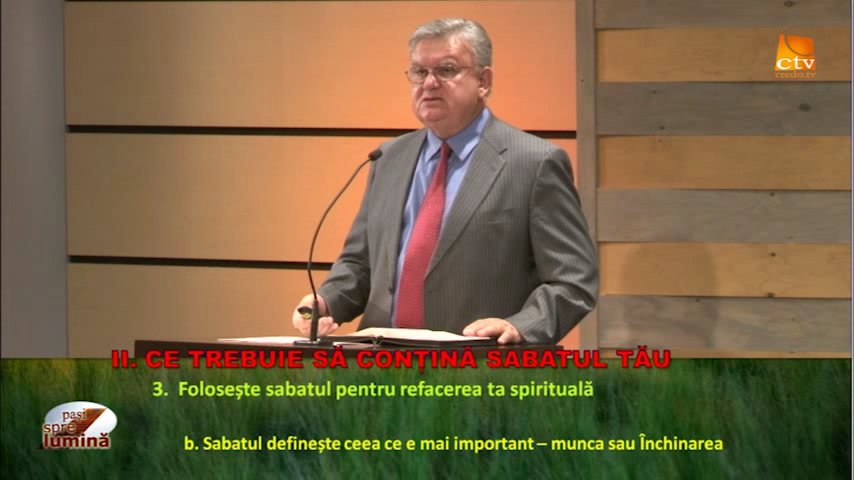 ctv
credo.tv
II. CE TREBUIE SĂ CONȚINĂ SABATUL TĂU
3. Folosește sabatul pentru refacerea ta spirituală
pași
spre
lumină
b. Sabatul definește ceea ce e mai important – munca sau Închinarea